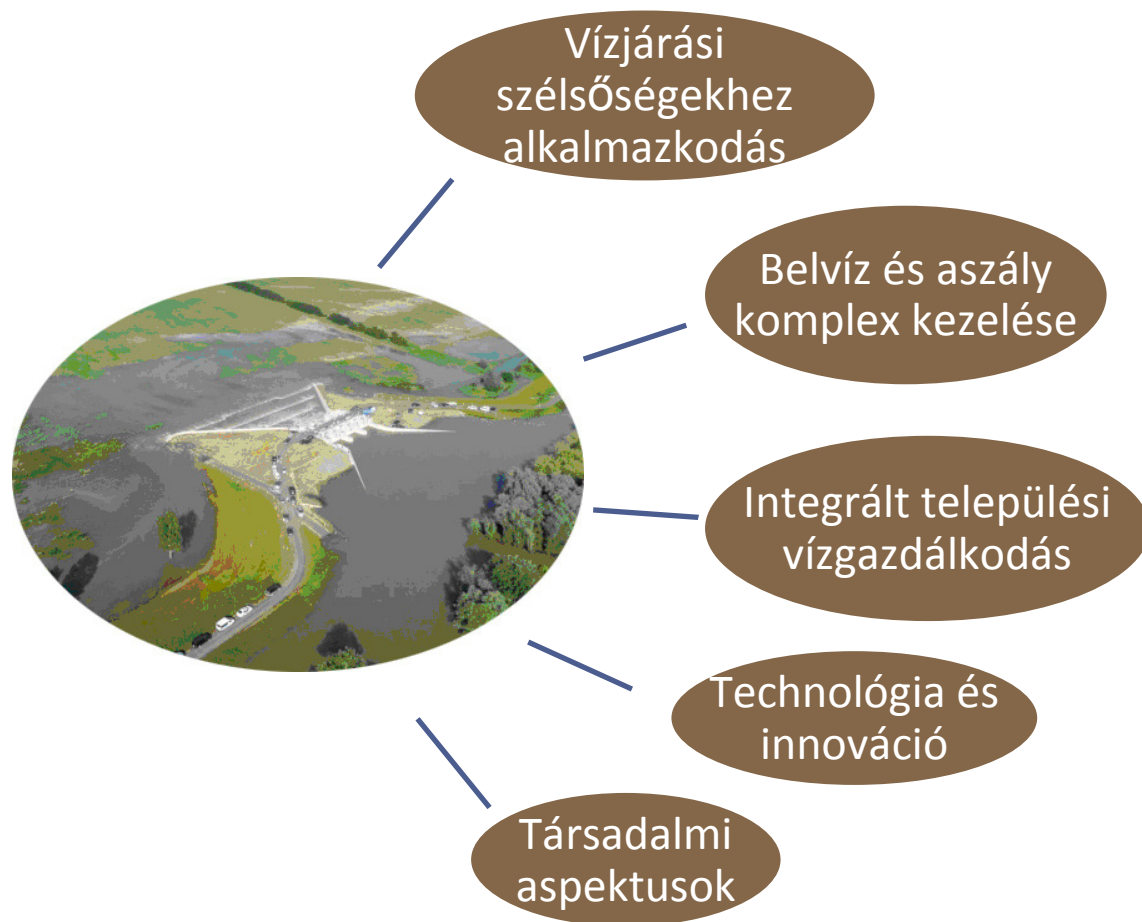 Vízjárási
szélsőségekhez
alkalmazkodás
Belvíz és aszály
komplex kezelése
Integrált települési
vízgazdálkodás
Technológia és
innováció
Társadalmi
aspektusok